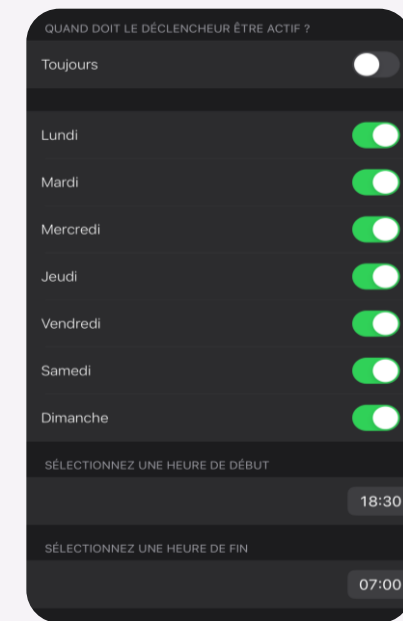 QUAND DOIT LE DÉCLENCHEUR ÊTRE ACTIF ?
Toujours
Lundi
Mardi
Mercredi
Jeudi
Vendredi
Samedi
Dimanche
SÉLECTIONNEZ UNE HEURE DE DÉBUT
18:30
SÉLECTIONNEZ UNE HEURE DE FIN
07:00